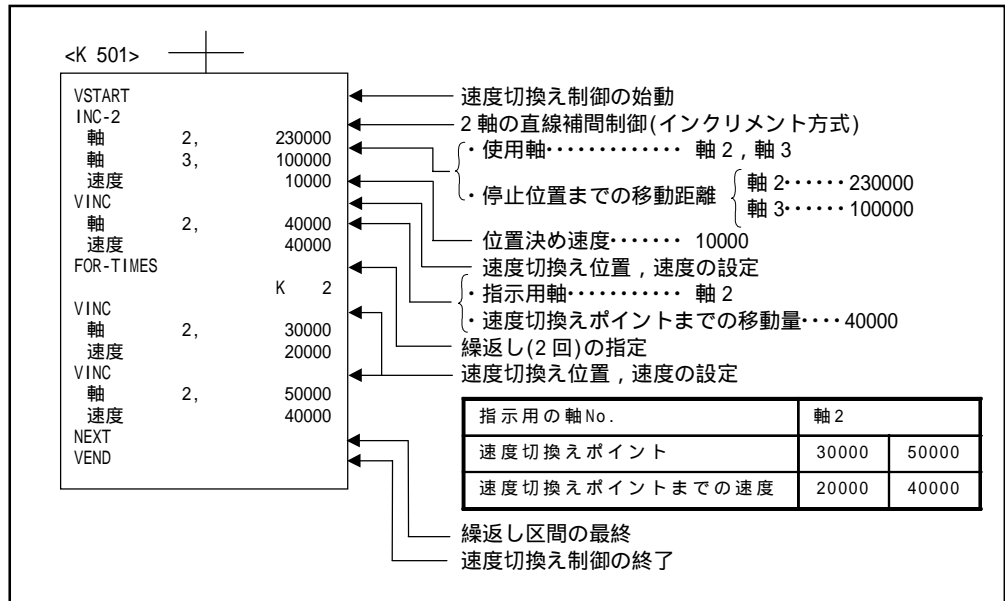 <K 501>
VSTART
INC-2
軸 2, 230000
軸 3, 100000
速度 10000
VINC
軸 2, 40000
速度 40000
FOR-TIMES
K 2
VINC
軸 2, 30000
速度 20000
VINC
軸 2, 50000
速度 40000
NEXT
VEND
速度切換え制御の始動
2軸の直線補間制御(インクリメント方式)
・使用軸・・・・・・・・・・・・・ 軸2,軸3
・停止位置までの移動距離
軸2・・・・・・230000
軸3・・・・・・100000
位置決め速度・・・・・・・ 10000
速度切換え位置,速度の設定
・指示用軸・・・・・・・・・・・ 軸2
・速度切換えポイントまでの移動量・・・・40000
繰返し(2回)の指定
速度切換え位置,速度の設定
指示用の軸No. 軸2
速度切換えポイント 30000 50000
速度切換えポイントまでの速度 20000 40000
繰返し区間の最終
速度切換え制御の終了